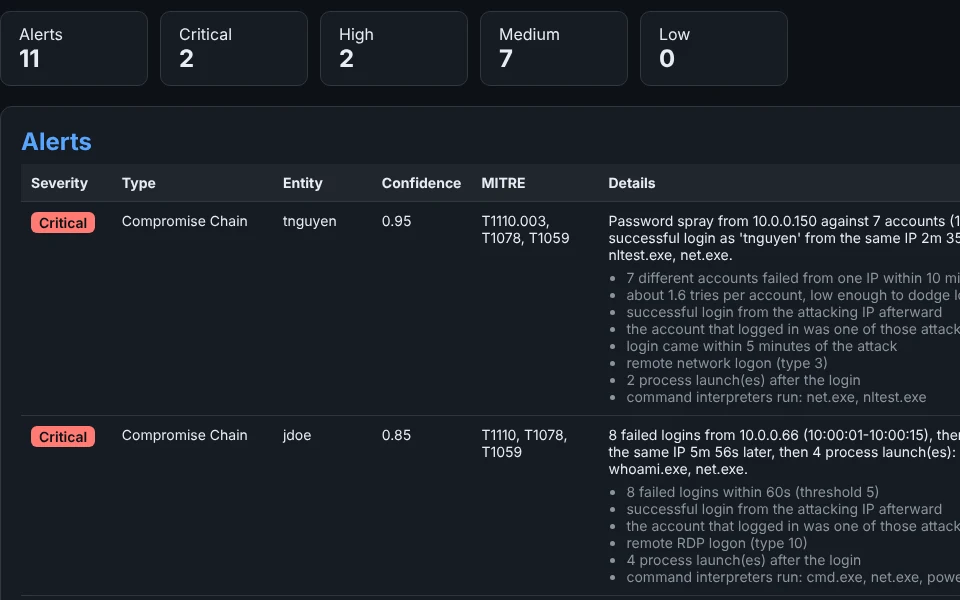 Alerts Critical High Medium Low
11 2 2 7 0
Alerts
Severity Type Entity Confidence MITRE Details
Critical Compromise Chain tnguyen 0.95 T1110.003, Password spray from 10.0.0.150 against 7 accounts
T1078, T1059 successful login as 'tnguyen' from the same IP 2m
nltest.exe, net.exe.
• 7 different accounts failed from one IP within 10
• about 1.6 tries per account, low enough to dodge
• successful login from the attacking IP afterward
• the account that logged in was one of those
• login came within 5 minutes of the attack
• remote network logon (type 3)
• 2 process launch(es) after the login
• command interpreters run: net.exe, nltest.exe
Critical Compromise Chain jdoe 0.85 T1110, T1078, 8 failed logins from 10.0.0.66 (10:00:01-10:00:15),
T1059 the same IP 5m 56s later, then 4 process launch(es):
whoami.exe, net.exe.
• 8 failed logins within 60s (threshold 5)
• successful login from the attacking IP afterward
• the account that logged in was one of those
• remote RDP logon (type 10)
• 4 process launch(es) after the login
• command interpreters run: cmd.exe, net.exe,